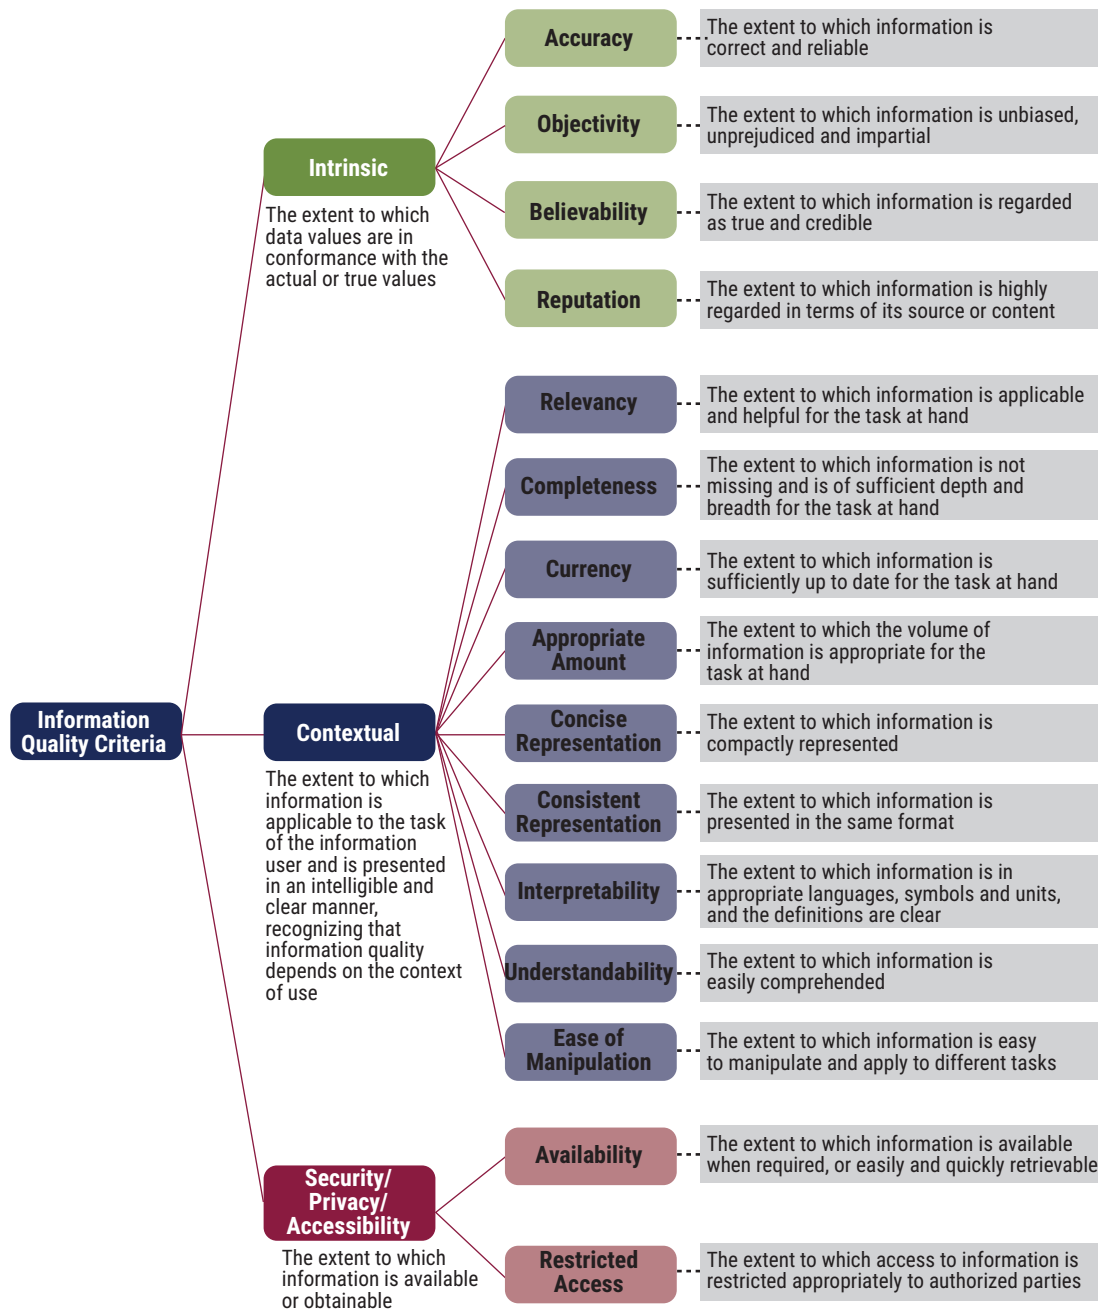 Information
Quality Criteria
Intrinsic
The extent to which
data values are in
conformance with the
actual or true values
Accuracy
The extent to which information is
correct and reliable
Objectivity
The extent to which information is unbiased,
unprejudiced and impartial
Believability
The extent to which information is regarded
as true and credible
Reputation
The extent to which information is highly
regarded in terms of its source or content
Contextual
The extent to which
information is
applicable to the task
of the information
user and is presented
in an intelligible and
clear manner,
recognizing that
information quality
depends on the context
of use
Relevancy
The extent to which information is applicable
and helpful for the task at hand
Completeness
The extent to which information is not
missing and is of sufficient depth and
breadth for the task at hand
Currency
The extent to which information is
sufficiently up to date for the task at hand
Appropriate
Amount
The extent to which the volume of
information is appropriate for the
task at hand
Concise
Representation
The extent to which information is
compactly represented
Consistent
Representation
The extent to which information is
presented in the same format
Interpretability
The extent to which information is in
appropriate languages, symbols and units,
and the definitions are clear
Understandability
The extent to which information is
easily comprehended
Ease of
Manipulation
The extent to which information is easy
to manipulate and apply to different tasks
Security/
Privacy/
Accessibility
The extent to which
information is available
or obtainable
Availability
The extent to which information is available
when required, or easily and quickly retrievable
Restricted
Access
The extent to which access to information is
restricted appropriately to authorized parties